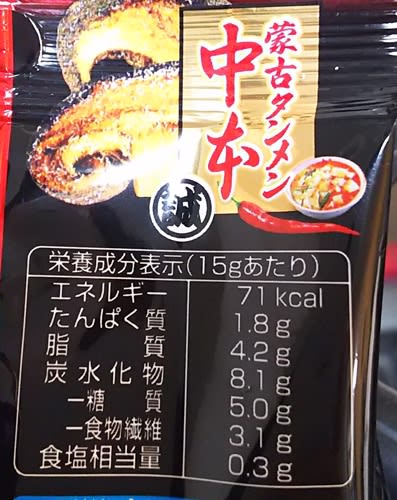 蒙古タンメン
中本
誠
栄養成分表示(15gあたり)
エネルギー 71kcal
たんぱく質 1.8g
脂質 4.2g
炭水化物 8.1g
−糖質 5.0g
−食物繊維 3.1g
食塩相当量 0.3g